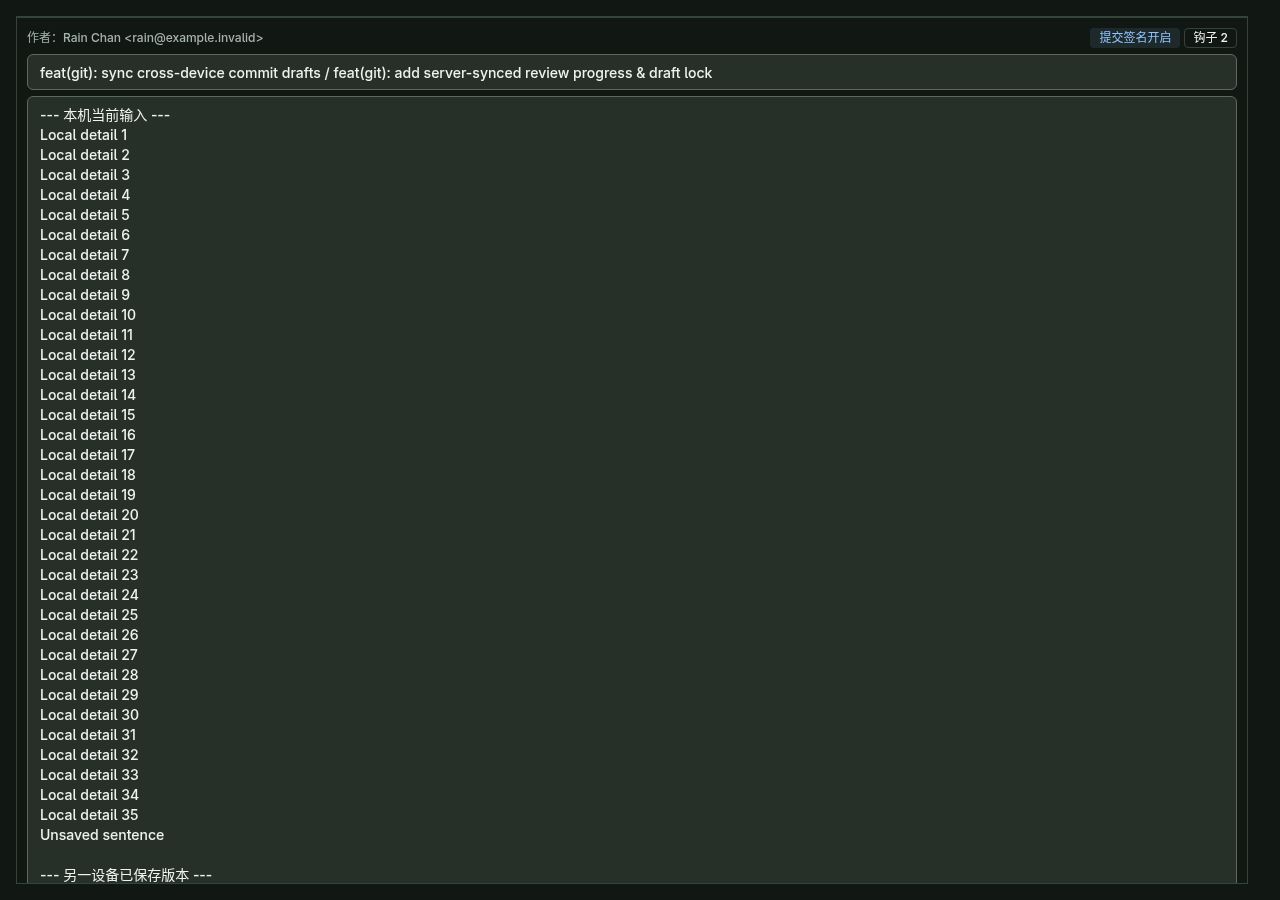 作者：Rain Chan <rain@example.invalid>
提交签名开启
钩子 2
feat(git): sync cross-device commit drafts / feat(git): add server-synced review progress & draft lock
--- 本机当前输入 ---
Local detail 1
Local detail 2
Local detail 3
Local detail 4
Local detail 5
Local detail 6
Local detail 7
Local detail 8
Local detail 9
Local detail 10
Local detail 11
Local detail 12
Local detail 13
Local detail 14
Local detail 15
Local detail 16
Local detail 17
Local detail 18
Local detail 19
Local detail 20
Local detail 21
Local detail 22
Local detail 23
Local detail 24
Local detail 25
Local detail 26
Local detail 27
Local detail 28
Local detail 29
Local detail 30
Local detail 31
Local detail 32
Local detail 33
Local detail 34
Local detail 35
Unsaved sentence
--- 另一设备已保存版本 ---